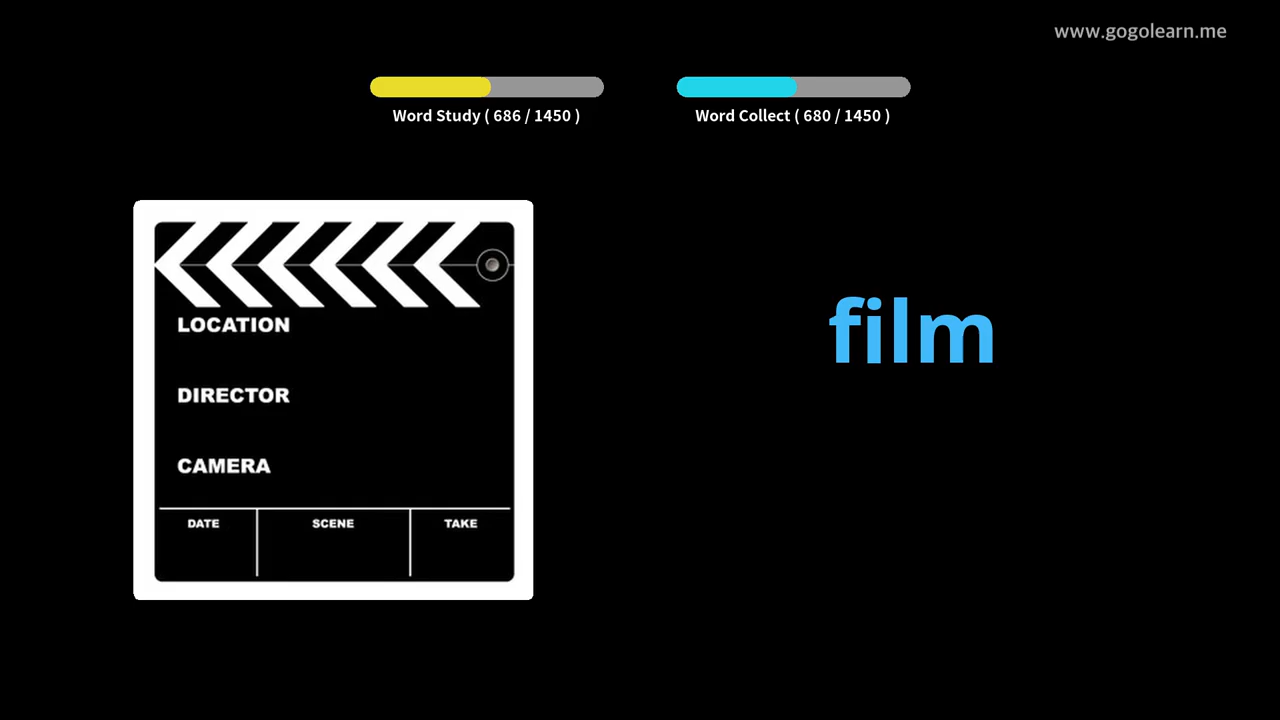 www.gogolearn.me
Word Study ( 686 / 1450 )
Word Collect ( 680 / 1450 )
LOCATION
DIRECTOR
CAMERA
DATE
SCENE
TAKE
film